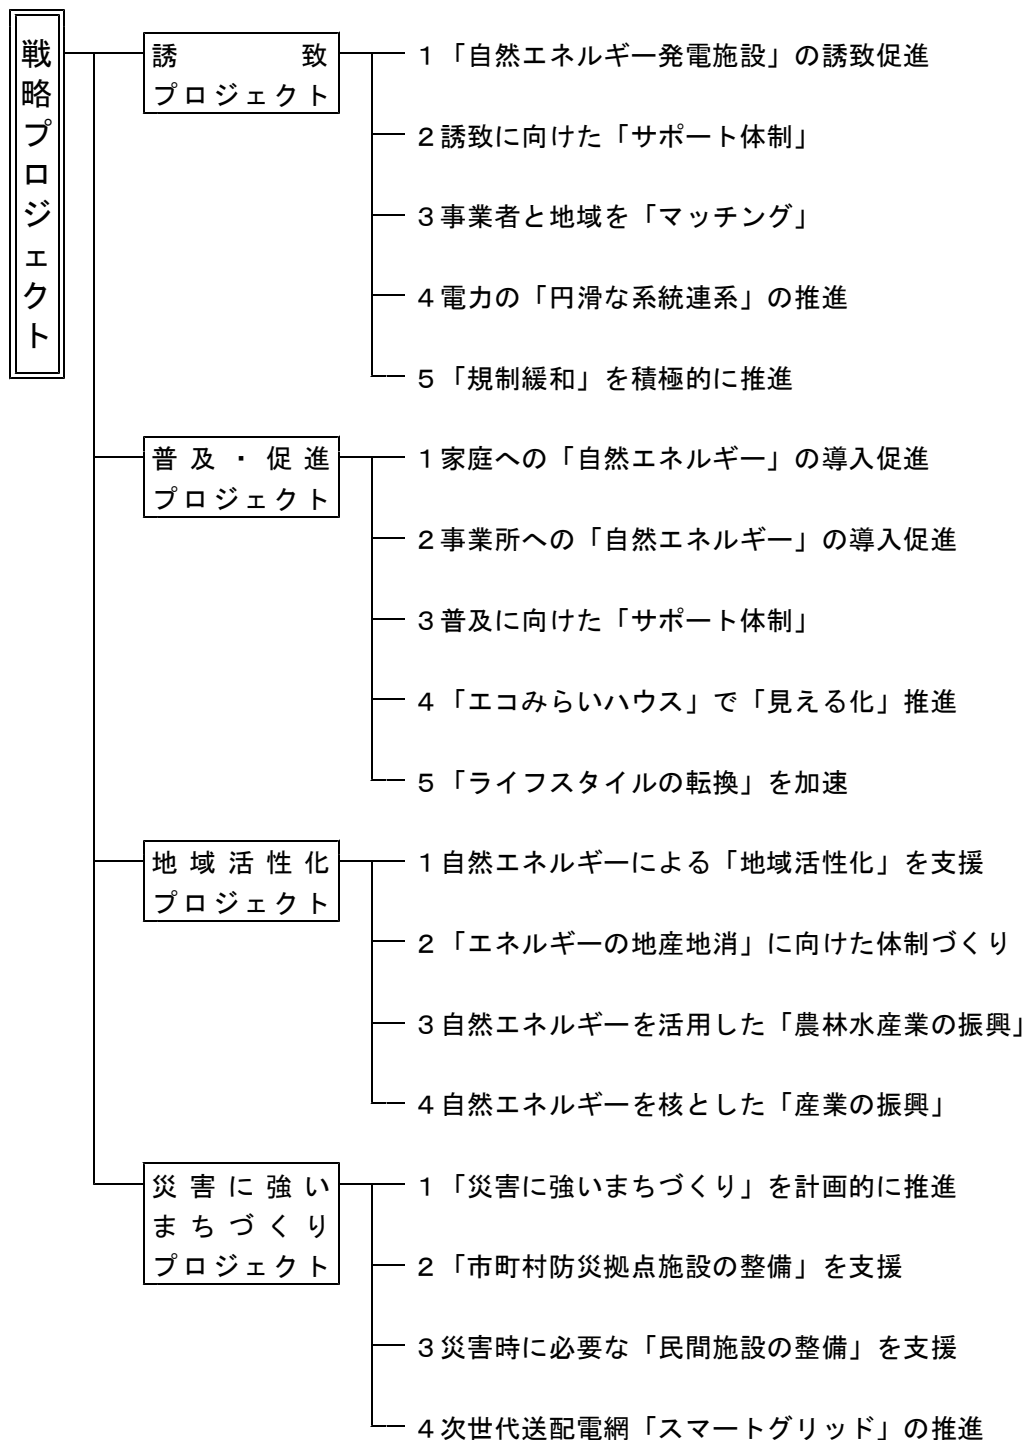 戦略プロジェクト
誘致
プロジェクト
1「自然エネルギー発電施設」の誘致促進
2誘致に向けた「サポート体制」
3事業者と地域を「マッチング」
4電力の「円滑な系統連系」の推進
5「規制緩和」を積極的に推進
普及・促進
プロジェクト
1家庭への「自然エネルギー」の導入促進
2事業所への「自然エネルギー」の導入促進
3普及に向けた「サポート体制」
4「エコみらいハウス」で「見える化」推進
5「ライフスタイルの転換」を加速
地域活性化
プロジェクト
1自然エネルギーによる「地域活性化」を支援
2「エネルギーの地産地消」に向けた体制づくり
3自然エネルギーを活用した「農林水産業の振興」
4自然エネルギーを核とした「産業の振興」
災害に強い
まちづくり
プロジェクト
1「災害に強いまちづくり」を計画的に推進
2「市町村防災拠点施設の整備」を支援
3災害時に必要な「民間施設の整備」を支援
4次世代送配電網「スマートグリッド」の推進